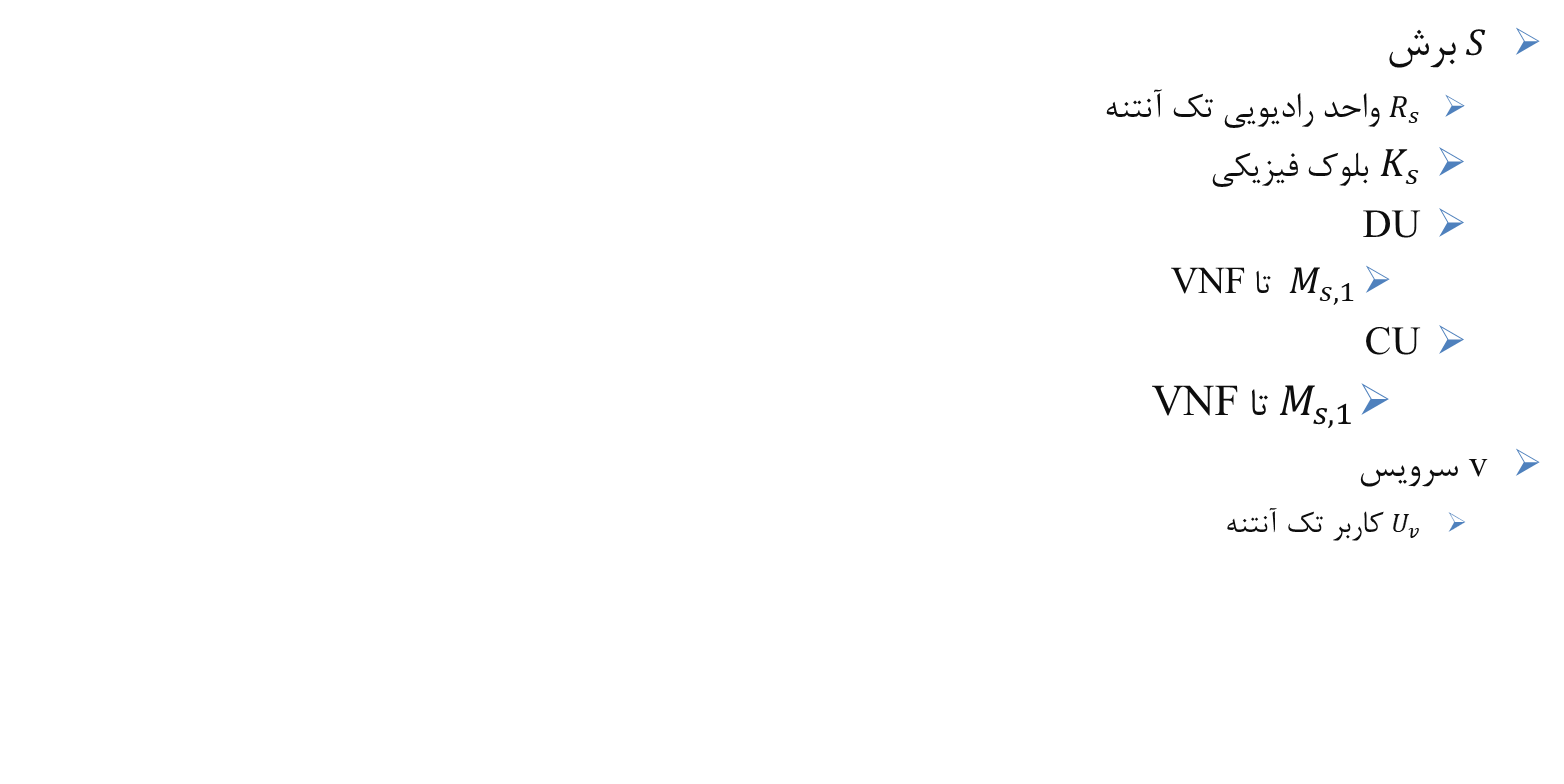 S برش
R_s واحد رادیویی تک آنتنه
K_s بلوک فیزیکی
DU
M_{s,1} تا VNF
CU
M_{s,1} تا VNF
v سرویس
U_v کاربر تک آنتنه